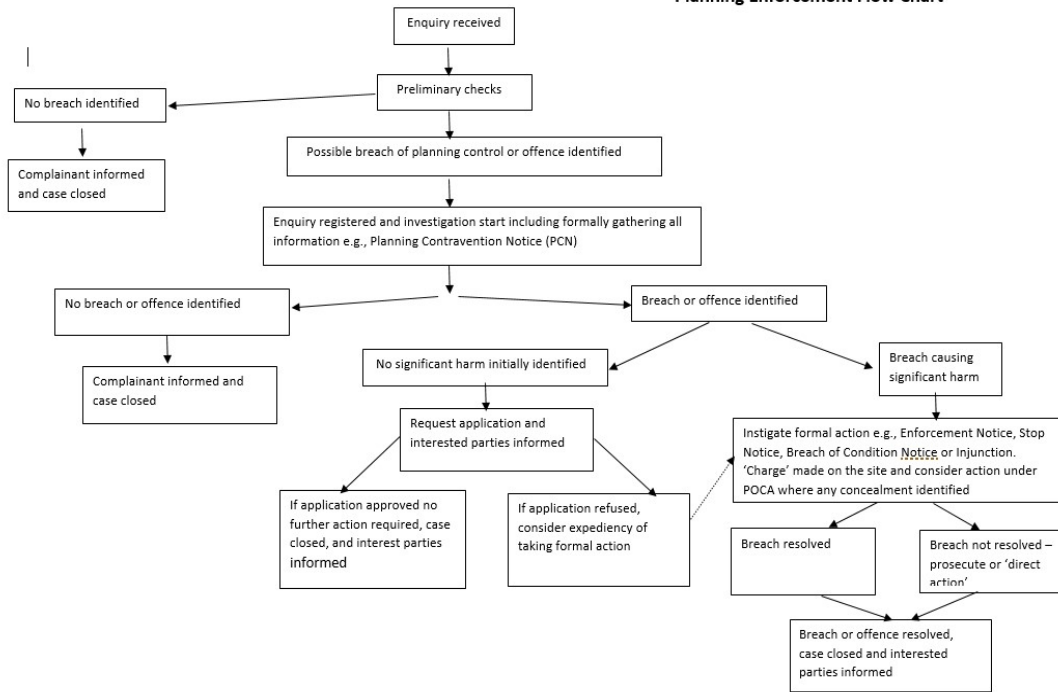 Planning Enforcement Flow Chart
Enquiry received
Preliminary checks
No breach identified
Complainant informed
and case closed
Possible breach of planning control or offence identified
Enquiry registered and investigation start including formally gathering all
information e.g., Planning Contravention Notice (PCN)
No breach or offence identified
Breach or offence identified
Complainant informed and
case closed
No significant harm initially identified
Breach causing
significant harm
Request application and
interested parties informed
Instigate formal action e.g., Enforcement Notice, Stop
Notice, Breach of Condition Notice or Injunction.
‘Charge’ made on the site and consider action under
POCA where any concealment identified
If application approved no
further action required, case
closed, and interest parties
informed
If application refused,
consider expediency of
taking formal action
Breach resolved
Breach not resolved –
prosecute or ‘direct
action’
Breach or offence resolved,
case closed and interested
parties informed